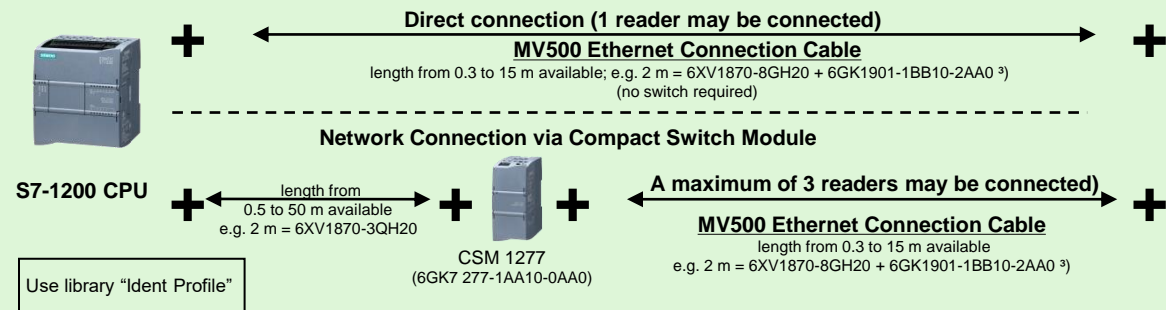 Direct connection (1 reader may be connected)
MV500 Ethernet Connection Cable
length from 0.3 to 15 m available; e.g. 2 m = 6XV1870-8GH20 + 6GK1901-1BB10-2AA0 ³)
(no switch required)
Network Connection via Compact Switch Module
S7-1200 CPU
length from
0.5 to 50 m available
e.g. 2 m = 6XV1870-3QH20
CSM 1277
(6GK7 277-1AA10-0AA0)
A maximum of 3 readers may be connected)
MV500 Ethernet Connection Cable
length from 0.3 to 15 m available
e.g. 2 m = 6XV1870-8GH20 + 6GK1901-1BB10-2AA0 ³)
Use library “Ident Profile”